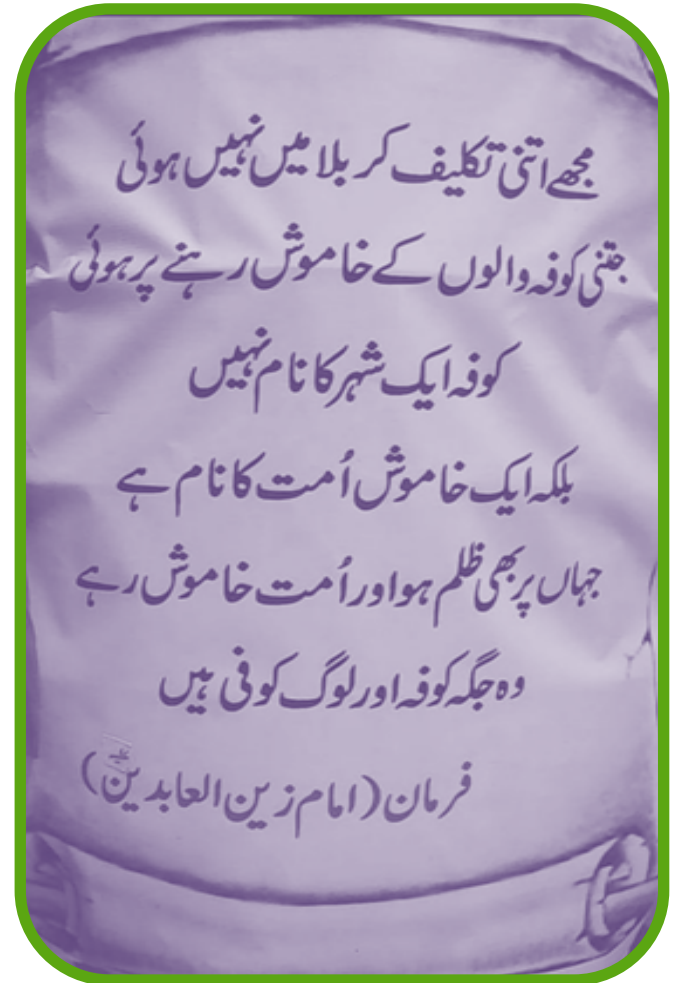 مجھے اتنی تکلیف کربلا میں نہیں ہوئی
جتنی کوفہ والوں کے خاموش رہنے پر ہوئی
کوفہ ایک شہر کا نام نہیں
بلکہ ایک خاموش اُمت کا نام ہے
جہاں پر بھی ظلم ہو اور اُمت خاموش رہے
وہ جگہ کوفہ اور لوگ کوفی ہیں
فرمان (امام زین العابدین)